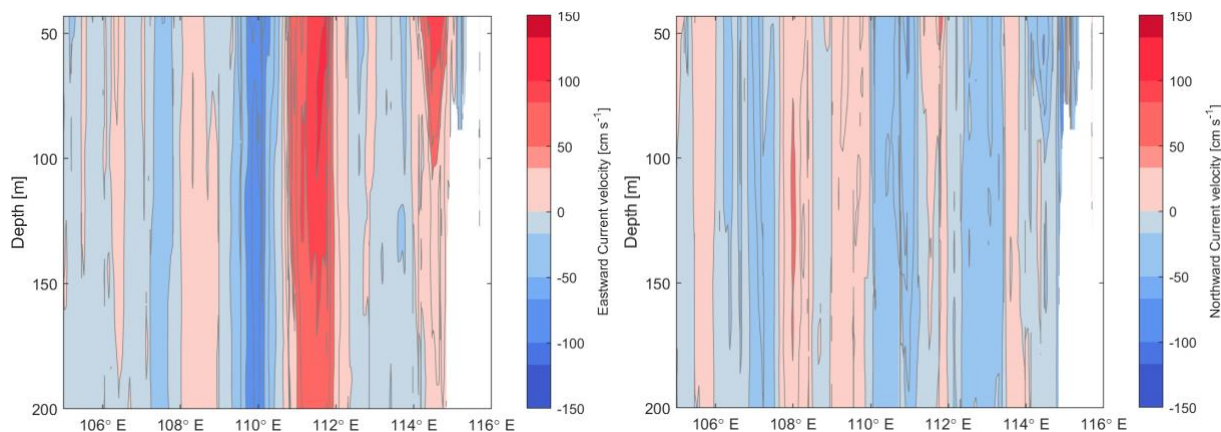 50
100
150
200
Depth [m]
106° E
108° E
110° E
112° E
114° E
116° E
150
100
50
0
-50
-100
-150
Eastward Current velocity [cm s⁻¹]
50
100
150
200
Depth [m]
106° E
108° E
110° E
112° E
114° E
116° E
150
100
50
0
-50
-100
-150
Northward Current velocity [cm s⁻¹]